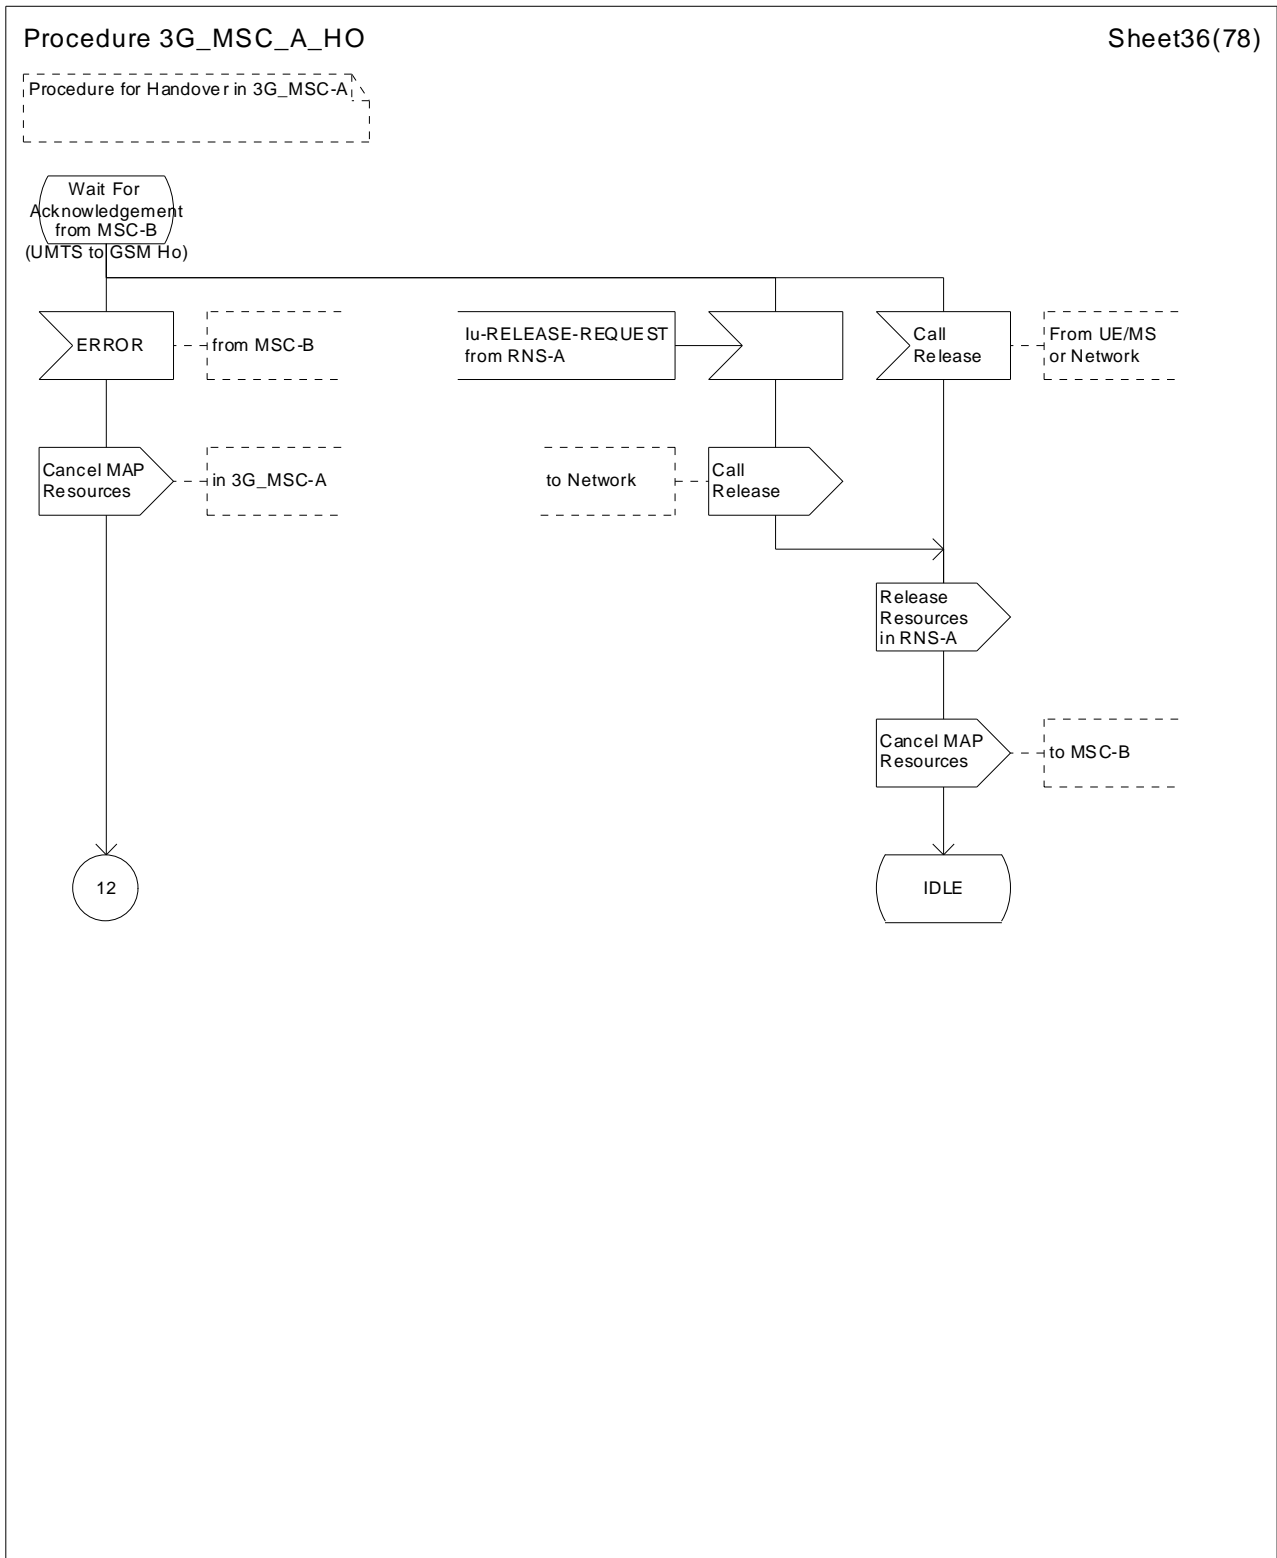 Procedure 3G_MSC_A_HO
Sheet36(78)
Procedure for Handover in 3G_MSC-A
Wait For
Acknowledgement
from MSC-B
(UMTS to GSM Ho)
ERROR
from MSC-B
Iu-RELEASE-REQUEST
from RNS-A
Call
Release
From UE/MS
or Network
Cancel MAP
Resources
in 3G_MSC-A
to Network
Call
Release
Release
Resources
in RNS-A
Cancel MAP
Resources
to MSC-B
12
IDLE